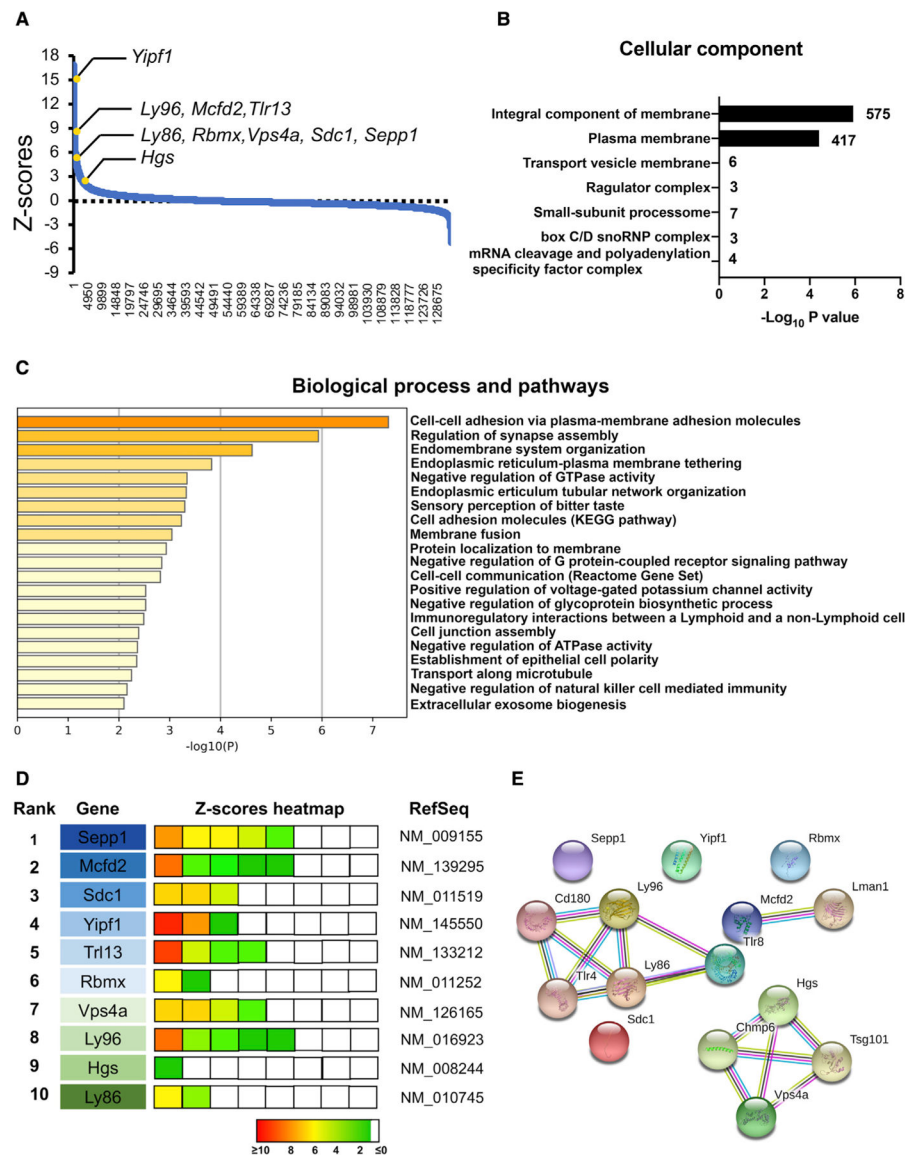 A
18
15
12
9
6
3
0
-3
-6
-9
Z-scores
Yipf1
Ly96, Mcfd2,Tlr13
Ly86, Rbmx,Vps4a, Sdc1, Sepp1
Hgs
1
4950
9899
14848
19797
24746
29695
34644
39593
44542
49491
54440
59389
64338
69287
74236
79185
84134
89083
94032
98981
103930
108879
113828
118777
123726
128675
B
Cellular component
Integral component of membrane
575
Plasma membrane
417
Transport vesicle membrane
6
Ragulator complex
3
Small-subunit processome
7
box C/D snoRNP complex
3
mRNA cleavage and polyadenylation
specificity factor complex
4
0 2 4 6 8
-Log10 P value
C
Biological process and pathways
Cell-cell adhesion via plasma-membrane adhesion molecules
Regulation of synapse assembly
Endomembrane system organization
Endoplasmic reticulum-plasma membrane tethering
Negative regulation of GTPase activity
Endoplasmic erticulum tubular network organization
Sensory perception of bitter taste
Cell adhesion molecules (KEGG pathway)
Membrane fusion
Protein localization to membrane
Negative regulation of G protein-coupled receptor signaling pathway
Cell-cell communication (Reactome Gene Set)
Positive regulation of voltage-gated potassium channel activity
Negative regulation of glycoprotein biosynthetic process
Immunoregulatory interactions between a Lymphoid and a non-Lymphoid cell
Cell junction assembly
Negative regulation of ATPase activity
Establishment of epithelial cell polarity
Transport along microtubule
Negative regulation of natural killer cell mediated immunity
Extracellular exosome biogenesis
0 1 2 3 4 5 6 7
-log10(P)
D
Rank Gene Z-scores heatmap RefSeq
1 Sepp1 NM_009155
2 Mcfd2 NM_139295
3 Sdc1 NM_011519
4 Yipf1 NM_145550
5 Trl13 NM_133212
6 Rbmx NM_011252
7 Vps4a NM_126165
8 Ly96 NM_016923
9 Hgs NM_008244
10 Ly86 NM_010745
≥10 8 6 4 2 ≤0
E
Sepp1
Yipf1
Rbmx
Cd180
Ly96
Mcfd2
Lman1
Tlr8
Tlr4
Ly86
Sdc1
Hgs
Chmp6
Tsg101
Vps4a